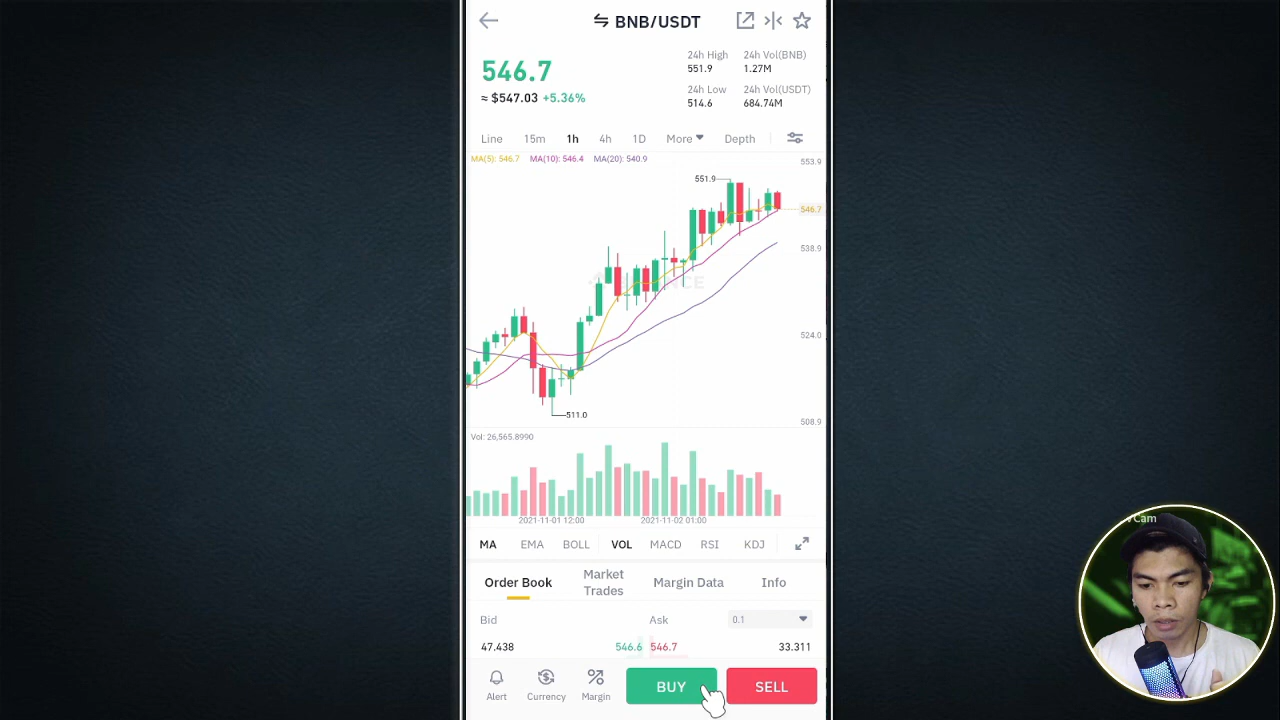 BNB/USDT
546.7
≈ $547.03 +5.36%
24h High
551.9
24h Vol(BNB)
1.27M
24h Low
514.6
24h Vol(USDT)
684.74M
Line 15m 1h 4h 1D More Depth
MA(5): 546.7 MA(10): 546.4 MA(20): 540.9
553.9
551.9
546.7
538.9
524.0
511.0
508.9
Vol: 26,565.8990
2021-11-01 12:00 2021-11-02 01:00
MA EMA BOLL VOL MACD RSI KDJ
Order Book
Market
Trades
Margin Data
Info
Bid Ask 0.1
47.438 546.6 546.7 33.311
Alert Currency Margin
BUY SELL